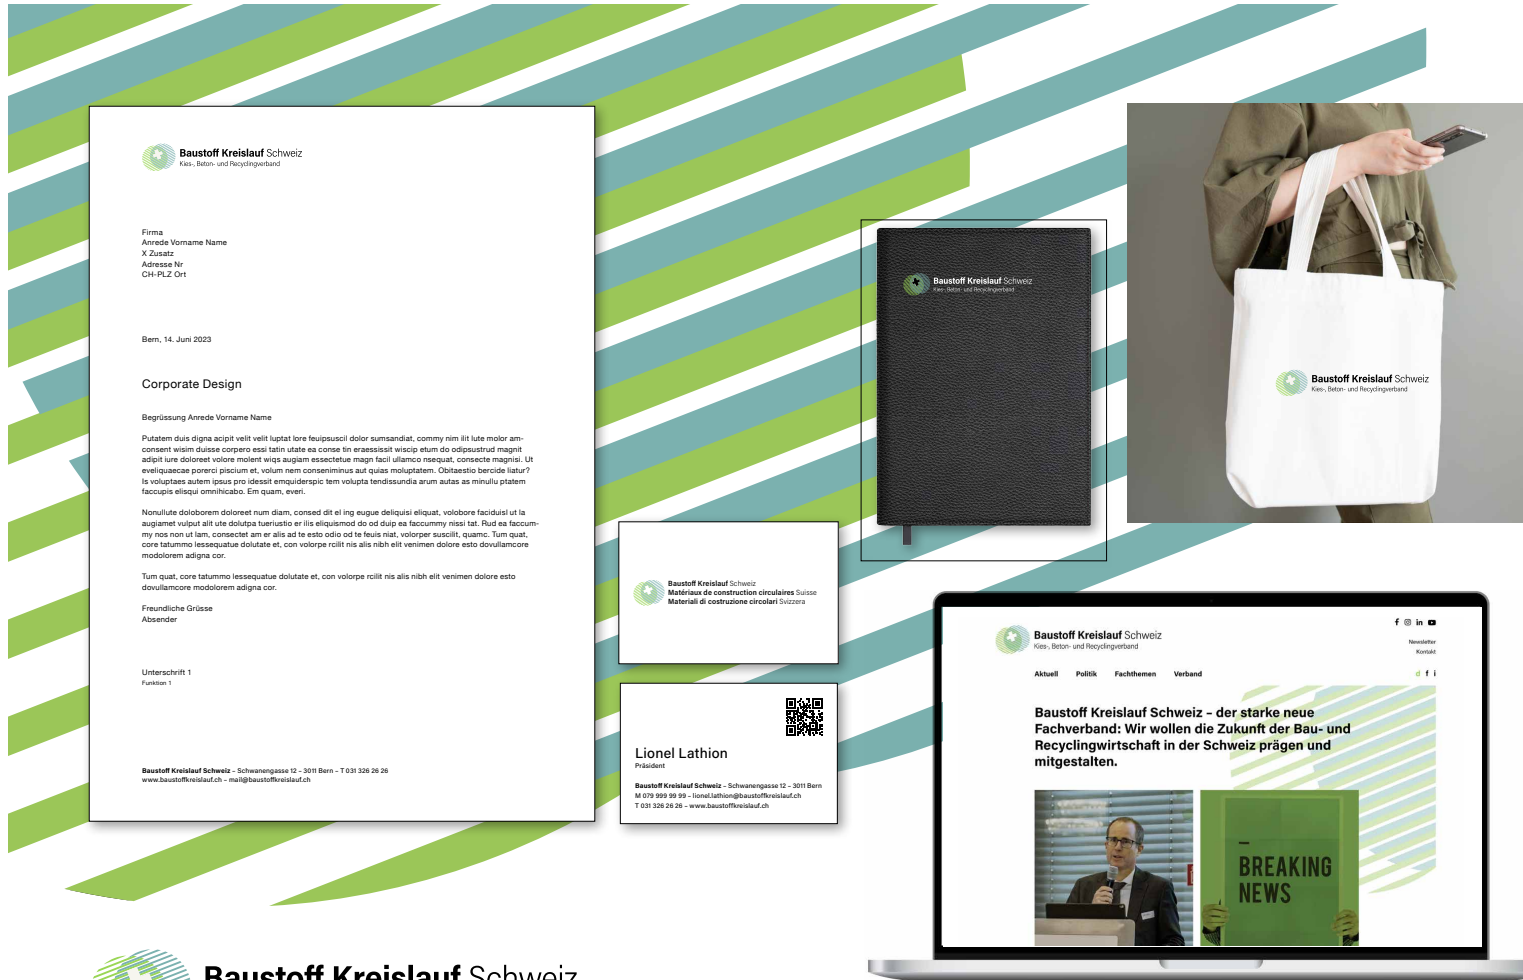 Baustoff Kreislauf Schweiz
Kies-, Beton- und Recyclingverband
Firma
Anrede Vorname Name
X Zusatz
Adresse Nr
CH-PLZ Ort
Bern, 14. Juni 2023
Corporate Design
Begrüssung Anrede Vorname Name
Putatem duis digna acipit velit velit luptat lore feuipsuscil dolor sumsandiat, commy nim ilit lute molor am-
consent wisim duisse corpero essi tatin utate ea conse tin eraessissit wiscip etum do odipsustrud magnit
adipit iure doloreet volore molent wiqs augiam essectetue magn facil ullamco nsequat, consecte magnisi. Ut
eveliquaecae porerci piscium et, volum nem conseniminus aut quias moluptatem. Obitaestio bercide liatur?
Is voluptaes autem ipsus pro idessit emquiderspic tem volupta tendissundia arum autas as minullu ptatem
faccupis elisqui omnihicabo. Em quam, everi.
Nonullute doloborem doloreet num diam, consed dit el ing eugue deliquisi eliquat, volobore faciduisl ut la
augiamet vulput alit ute dolutpa tueriustio er ilis eliquismod do od duip ea faccummy nissi tat. Rud ea faccum-
my nos non ut lam, consectet am er alis ad te esto odio od te feuis niat, volorper suscilit, quamc. Tum quat,
core tatummo lessequatue dolutate et, con volorpe rcilit nis alis nibh elit venimen dolore esto dovullamcore
modolorem adigna cor.
Tum quat, core tatummo lessequatue dolutate et, con volorpe rcilit nis alis nibh elit venimen dolore esto
dovullamcore modolorem adigna cor.
Freundliche Grüsse
Absender
Unterschrift 1
Funktion 1
Baustoff Kreislauf Schweiz – Schwanengasse 12 – 3011 Bern – T 031 326 26 26
www.baustoffkreislauf.ch – mail@baustoffkreislauf.ch
Baustoff Kreislauf Schweiz
Matériaux de construction circulaires Suisse
Materiali di costruzione circolari Svizzera
Lionel Lathion
Präsident
Baustoff Kreislauf Schweiz – Schwanengasse 12 – 3011 Bern
M 079 999 99 99 – lionel.lathion@baustoffkreislauf.ch
T 031 326 26 26 – www.baustoffkreislauf.ch
Baustoff Kreislauf Schweiz
Kies-, Beton- und Recyclingverband
Baustoff Kreislauf Schweiz
Kies-, Beton- und Recyclingverband
Baustoff Kreislauf Schweiz
Kies-, Beton- und Recyclingverband
f in
Newsletter
Kontakt
Aktuell Politik Fachthemen Verband
d f i
Baustoff Kreislauf Schweiz – der starke neue
Fachverband: Wir wollen die Zukunft der Bau- und
Recyclingwirtschaft in der Schweiz prägen und
mitgestalten.
BREAKING
NEWS
Baustoff Kreislauf Schweiz